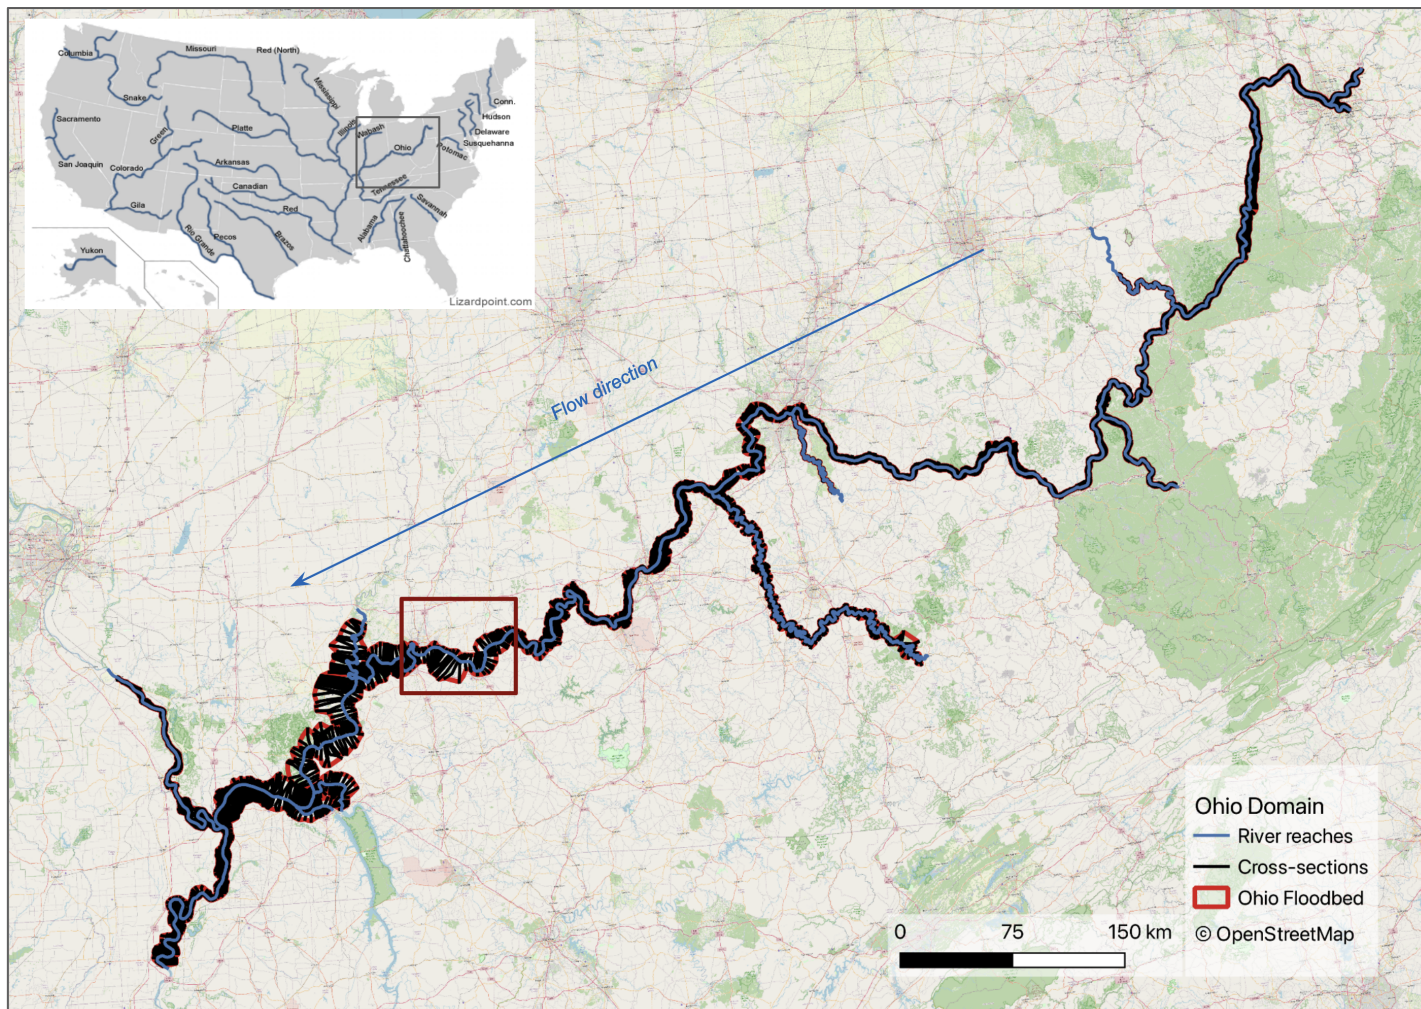 Columbia
Missouri
Red (North)
Mississippi
Snake
Conn.
Hudson
Sacramento
Green
Platte
Illinois
Wabash
Ohio
Delaware
Susquehanna
Potomac
San Joaquin
Colorado
Arkansas
Canadian
Tennessee
Gila
Red
Savannah
Rio Grande
Pecos
Brazos
Alabama
Chattahoochee
Yukon
Lizardpoint.com
Flow direction
Ohio Domain
River reaches
Cross-sections
Ohio Floodbed
© OpenStreetMap
0 75 150 km